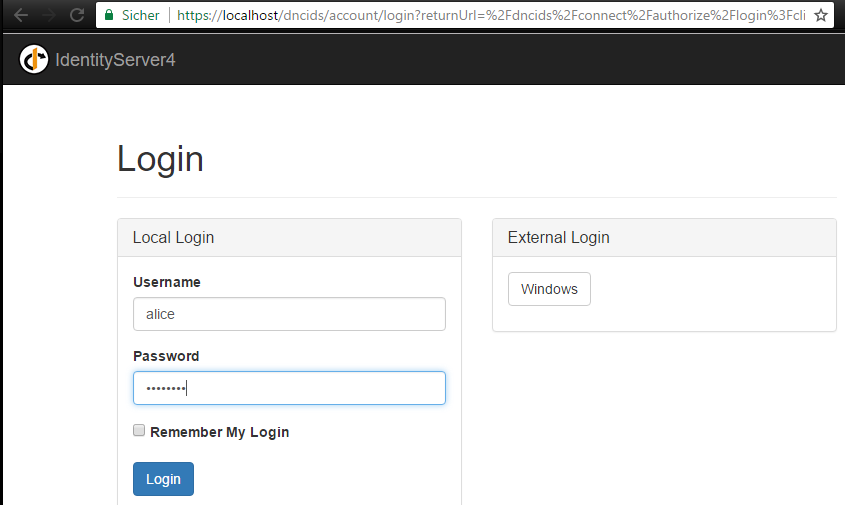 Sicher https://localhost/dncids/account/login?returnUrl=%2Fdncids%2Fconnect%2Fauthorize%2Flogin%3Fcli
IdentityServer4
Login
Local Login
External Login
Username
Windows
alice
Password
••••••••
Remember My Login
Login